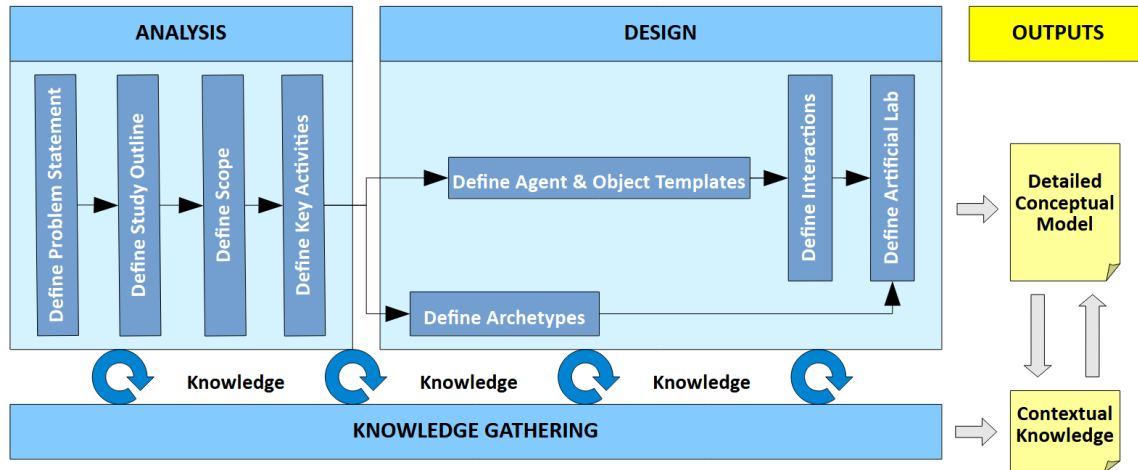 ANALYSIS
DESIGN
OUTPUTS
Define Problem Statement
Define Study Outline
Define Scope
Define Key Activities
Define Agent & Object Templates
Define Archetypes
Define Interactions
Define Artificial Lab
Detailed
Conceptual
Model
Knowledge
Knowledge
Knowledge
KNOWLEDGE GATHERING
Contextual
Knowledge